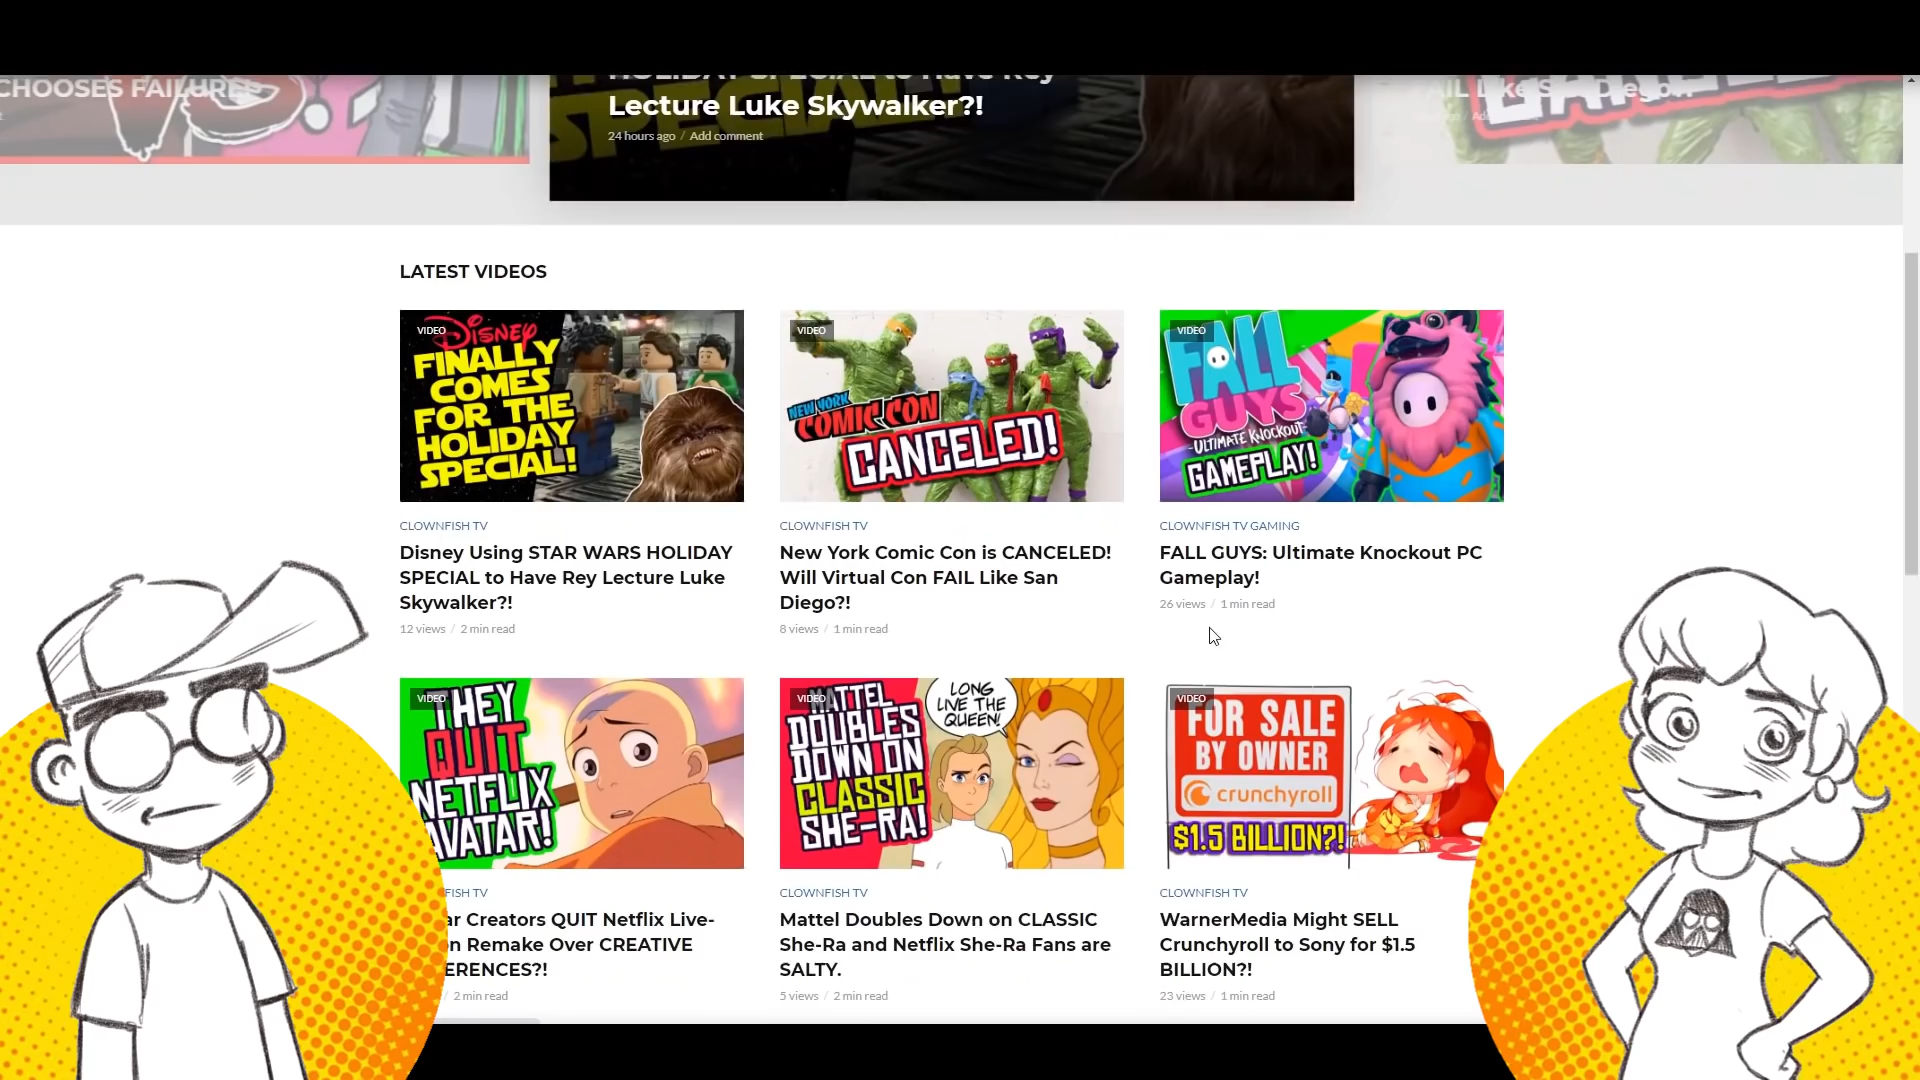 CHOOSES FAILURE?
HOLIDAY SPECIAL to Have Rey
Lecture Luke Skywalker?!
24 hours ago / Add comment
LATEST VIDEOS
VIDEO
Disney
FINALLY
COMES
FOR THE
HOLIDAY
SPECIAL!
VIDEO
NEW YORK
COMIC CON
CANCELED!
VIDEO
FALL
GUYS
ULTIMATE KNOCKOUT
GAMEPLAY!
CLOWNFISH TV
Disney Using STAR WARS HOLIDAY
SPECIAL to Have Rey Lecture Luke
Skywalker?!
12 views / 2 min read
CLOWNFISH TV
New York Comic Con is CANCELED!
Will Virtual Con FAIL Like San
Diego?!
8 views / 1 min read
CLOWNFISH TV GAMING
FALL GUYS: Ultimate Knockout PC
Gameplay!
26 views / 1 min read
VIDEO
THEY
QUIT
NETFLIX
AVATAR!
VIDEO
MATTEL
DOUBLES
DOWN ON
CLASSIC
SHE-RA!
LONG
LIVE THE
QUEEN!
VIDEO
FOR SALE
BY OWNER
crunchyroll
$1.5 BILLION?!
FISH TV
ar Creators QUIT Netflix Live-
n Remake Over CREATIVE
ERENCES?!
/ 2 min read
CLOWNFISH TV
Mattel Doubles Down on CLASSIC
She-Ra and Netflix She-Ra Fans are
SALTY.
5 views / 2 min read
CLOWNFISH TV
WarnerMedia Might SELL
Crunchyroll to Sony for $1.5
BILLION?!
23 views / 1 min read